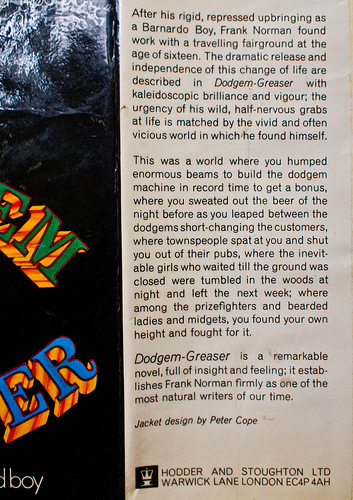 After his rigid, repressed upbringing as
a Barnardo Boy, Frank Norman found
work with a travelling fairground at the
age of sixteen. The dramatic release and
independence of this change of life are
described in Dodgem-Greaser with
kaleidoscopic brilliance and vigour; the
urgency of his wild, half-nervous grabs
at life is matched by the vivid and often
vicious world in which he found himself.
This was a world where you humped
enormous beams to build the dodgem
machine in record time to get a bonus,
where you sweated out the beer of the
night before as you leaped between the
dodgems short-changing the customers,
where townspeople spat at you and shut
you out of their pubs, where the inevit-
able girls who waited till the ground was
closed were tumbled in the woods at
night and left the next week; where
among the prizefighters and bearded
ladies and midgets, you found your own
height and fought for it.
Dodgem-Greaser is a remarkable
novel, full of insight and feeling; it estab-
lishes Frank Norman firmly as one of the
most natural writers of our time.
Jacket design by Peter Cope
HODDER AND STOUGHTON LTD
WARWICK LANE LONDON EC4P 4AH
EM
ER
dboy